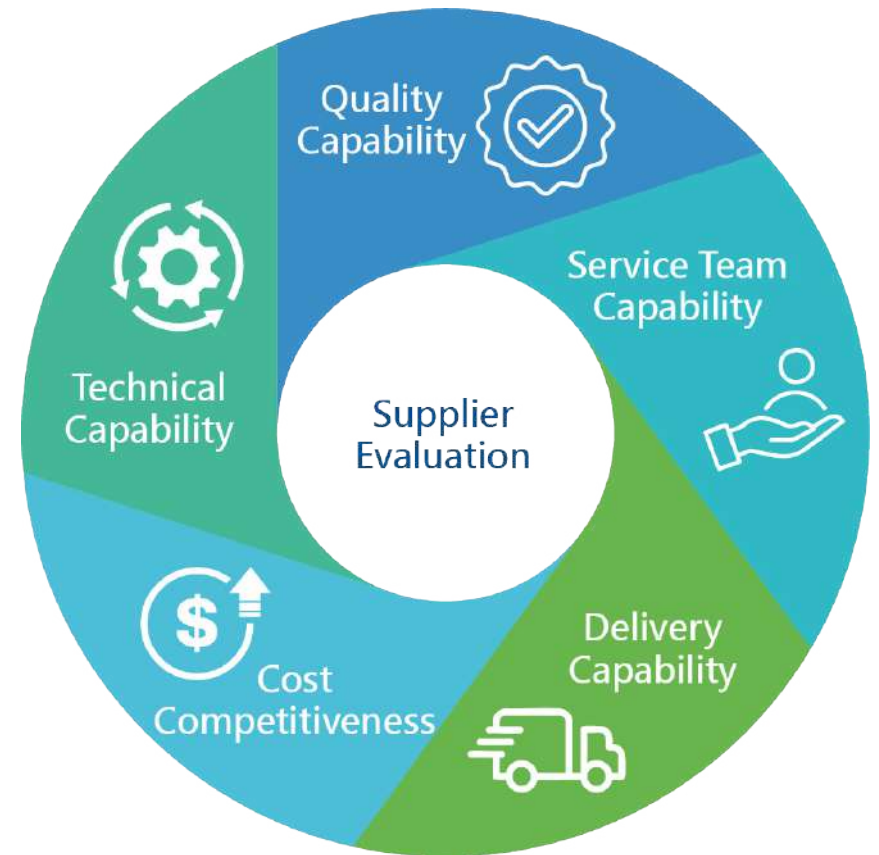 Quality
Capability
Service Team
Capability
Technical
Capability
Supplier
Evaluation
Delivery
Capability
$
Cost
Competitiveness